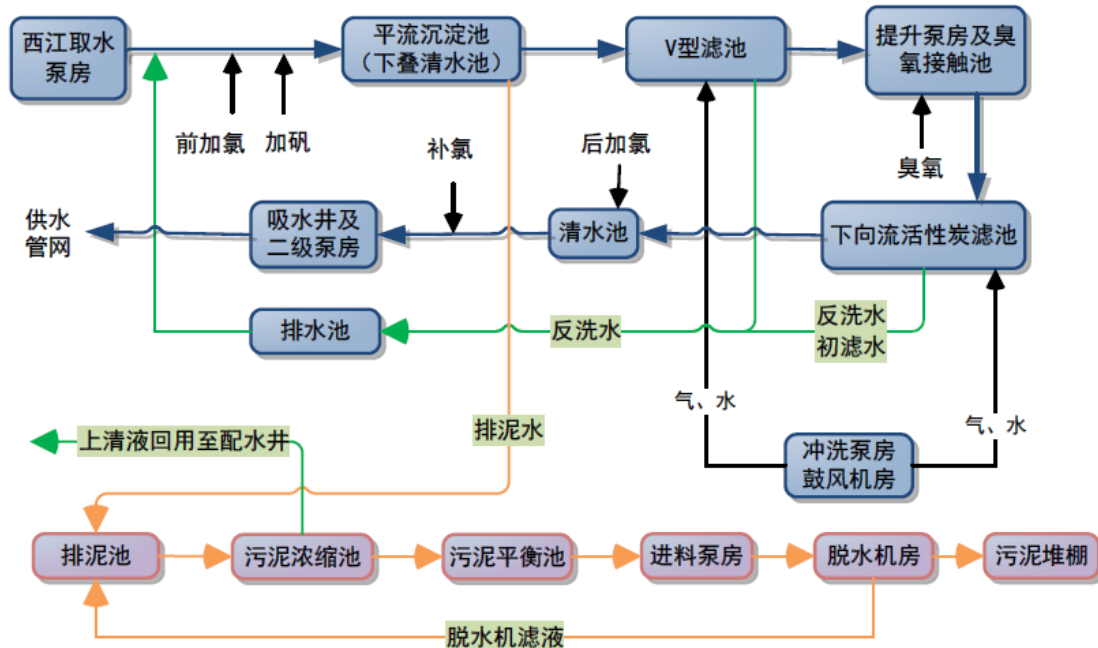 西江取水
泵房
平流沉淀池
（下叠清水池）
V型滤池
提升泵房及臭
氧接触池
前加氯
加矾
补氯
后加氯
臭氧
供水
管网
吸水井及
二级泵房
清水池
下向流活性炭滤池
排水池
反洗水
反洗水
初滤水
气、水
气、水
排泥水
上清液回用至配水井
冲洗泵房
鼓风机房
排泥池
污泥浓缩池
污泥平衡池
进料泵房
脱水机房
污泥堆棚
脱水机滤液